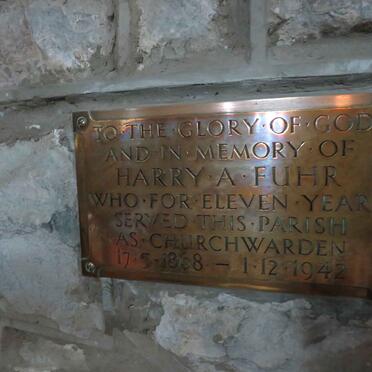 TO·THE·GLORY·OF·GOD
AND·IN·MEMORY·OF
HARRY·A·FUHR
WHO·FOR·ELEVEN·YEAR
SERVED·THIS·PARISH
AS·CHURCHWARDEN
17·5·1868 – 1·12·1942